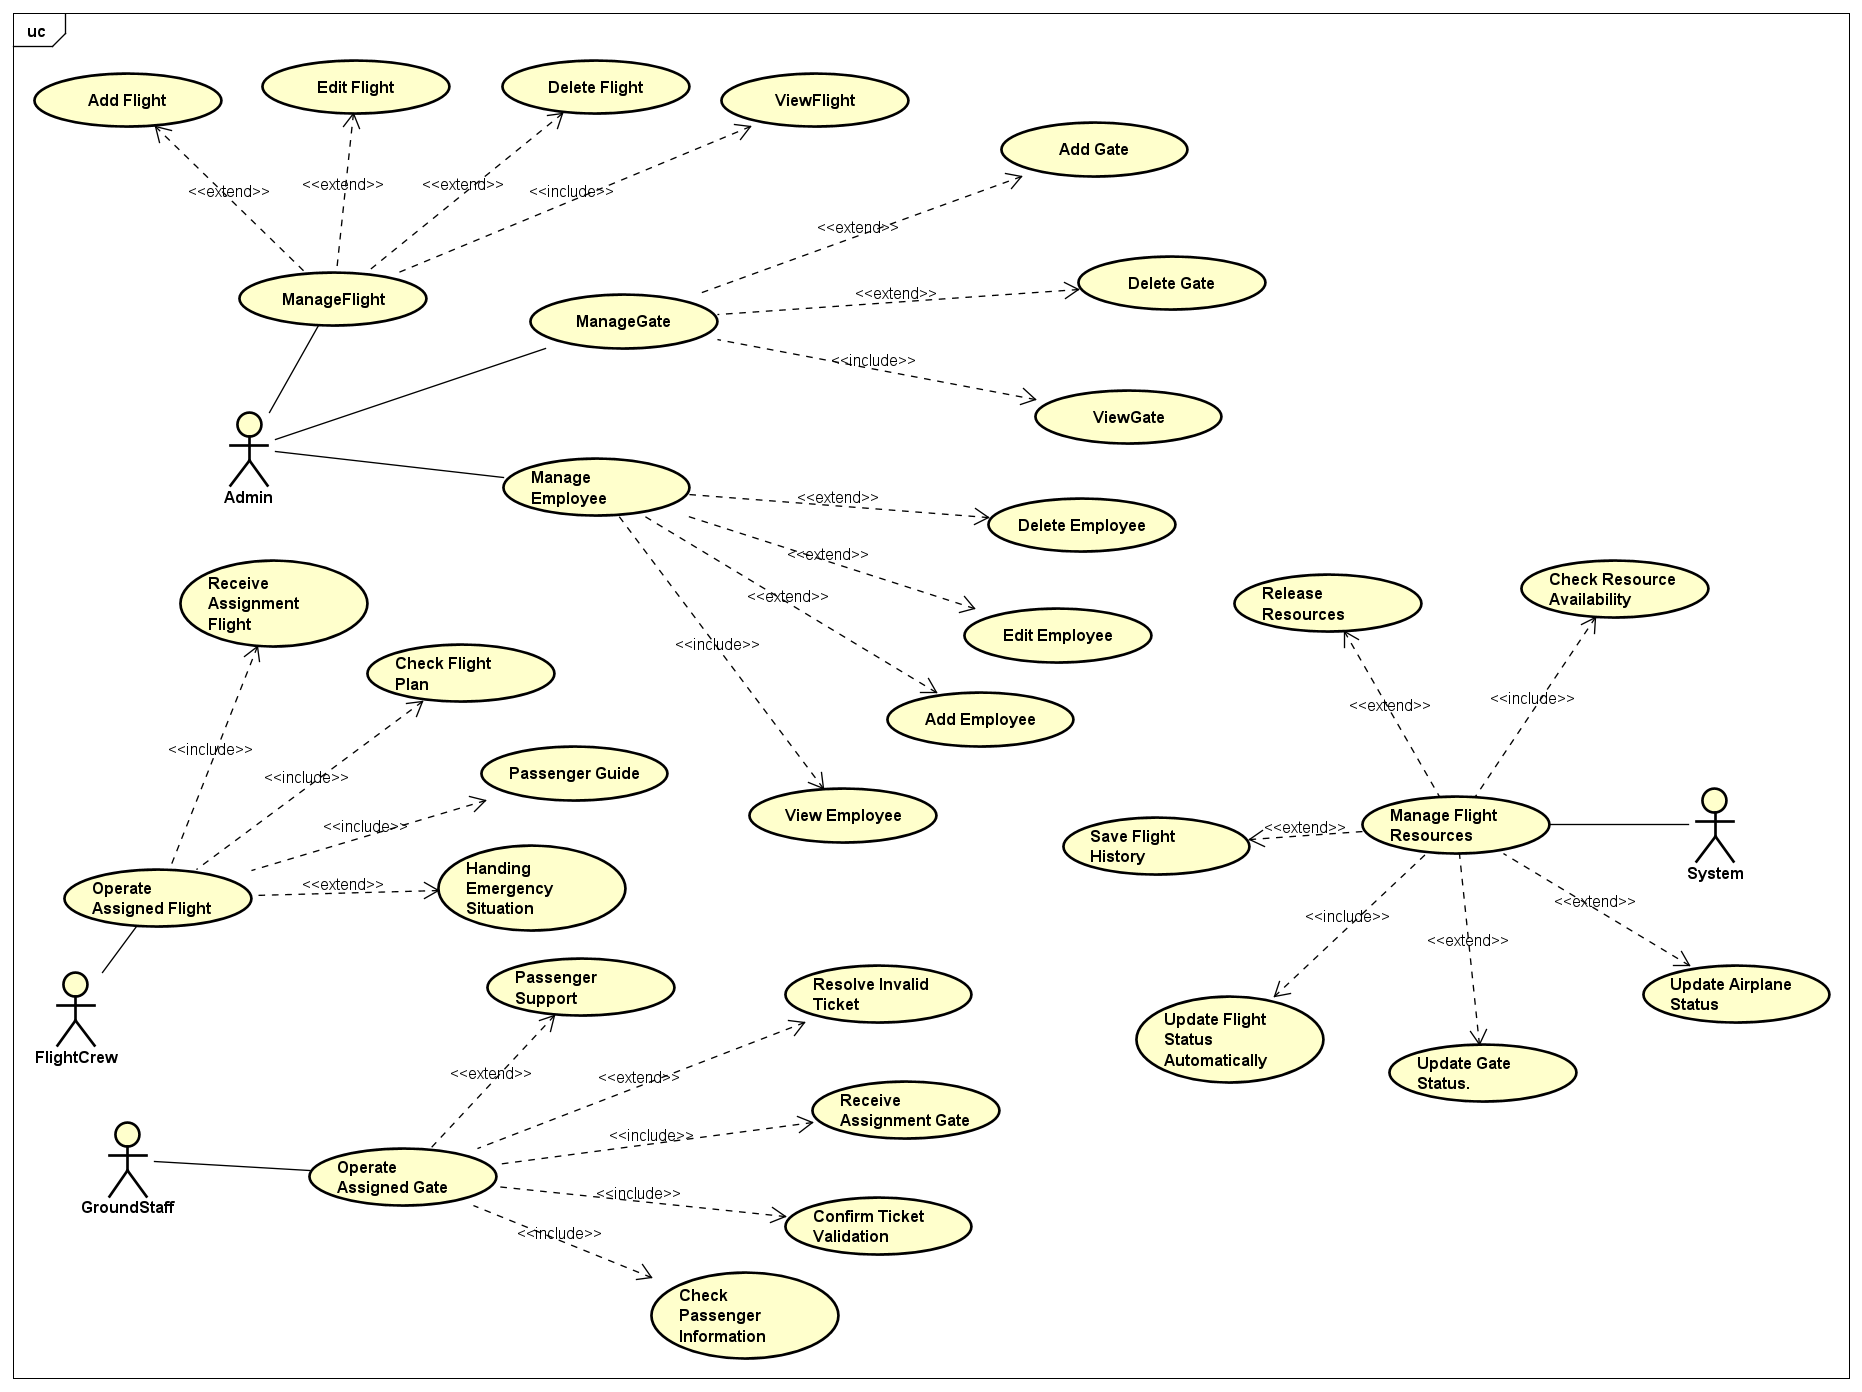 uc
Add Flight
Edit Flight
Delete Flight
ViewFlight
Add Gate
<<extend>>
<<extend>>
<<extend>>
<<include>>
<<extend>>
ManageFlight
ManageGate
<<extend>>
Delete Gate
<<include>>
ViewGate
Admin
Manage
Employee
<<extend>>
Delete Employee
<<extend>>
Edit Employee
<<extend>>
Add Employee
<<include>>
View Employee
Receive
Assignment
Flight
Check Flight
Plan
<<include>>
<<include>>
Passenger Guide
<<include>>
<<extend>>
Handing
Emergency
Situation
Operate
Assigned Flight
FlightCrew
Release
Resources
Check Resource
Availability
<<extend>>
<<include>>
Save Flight
History
<<extend>>
Manage Flight
Resources
System
<<include>>
<<extend>>
<<extend>>
Update Flight
Status
Automatically
Update Gate
Status.
Update Airplane
Status
Passenger
Support
Resolve Invalid
Ticket
<<extend>>
<<extend>>
Receive
Assignment Gate
<<include>>
GroundStaff
Operate
Assigned Gate
<<include>>
Confirm Ticket
Validation
<<include>>
Check
Passenger
Information